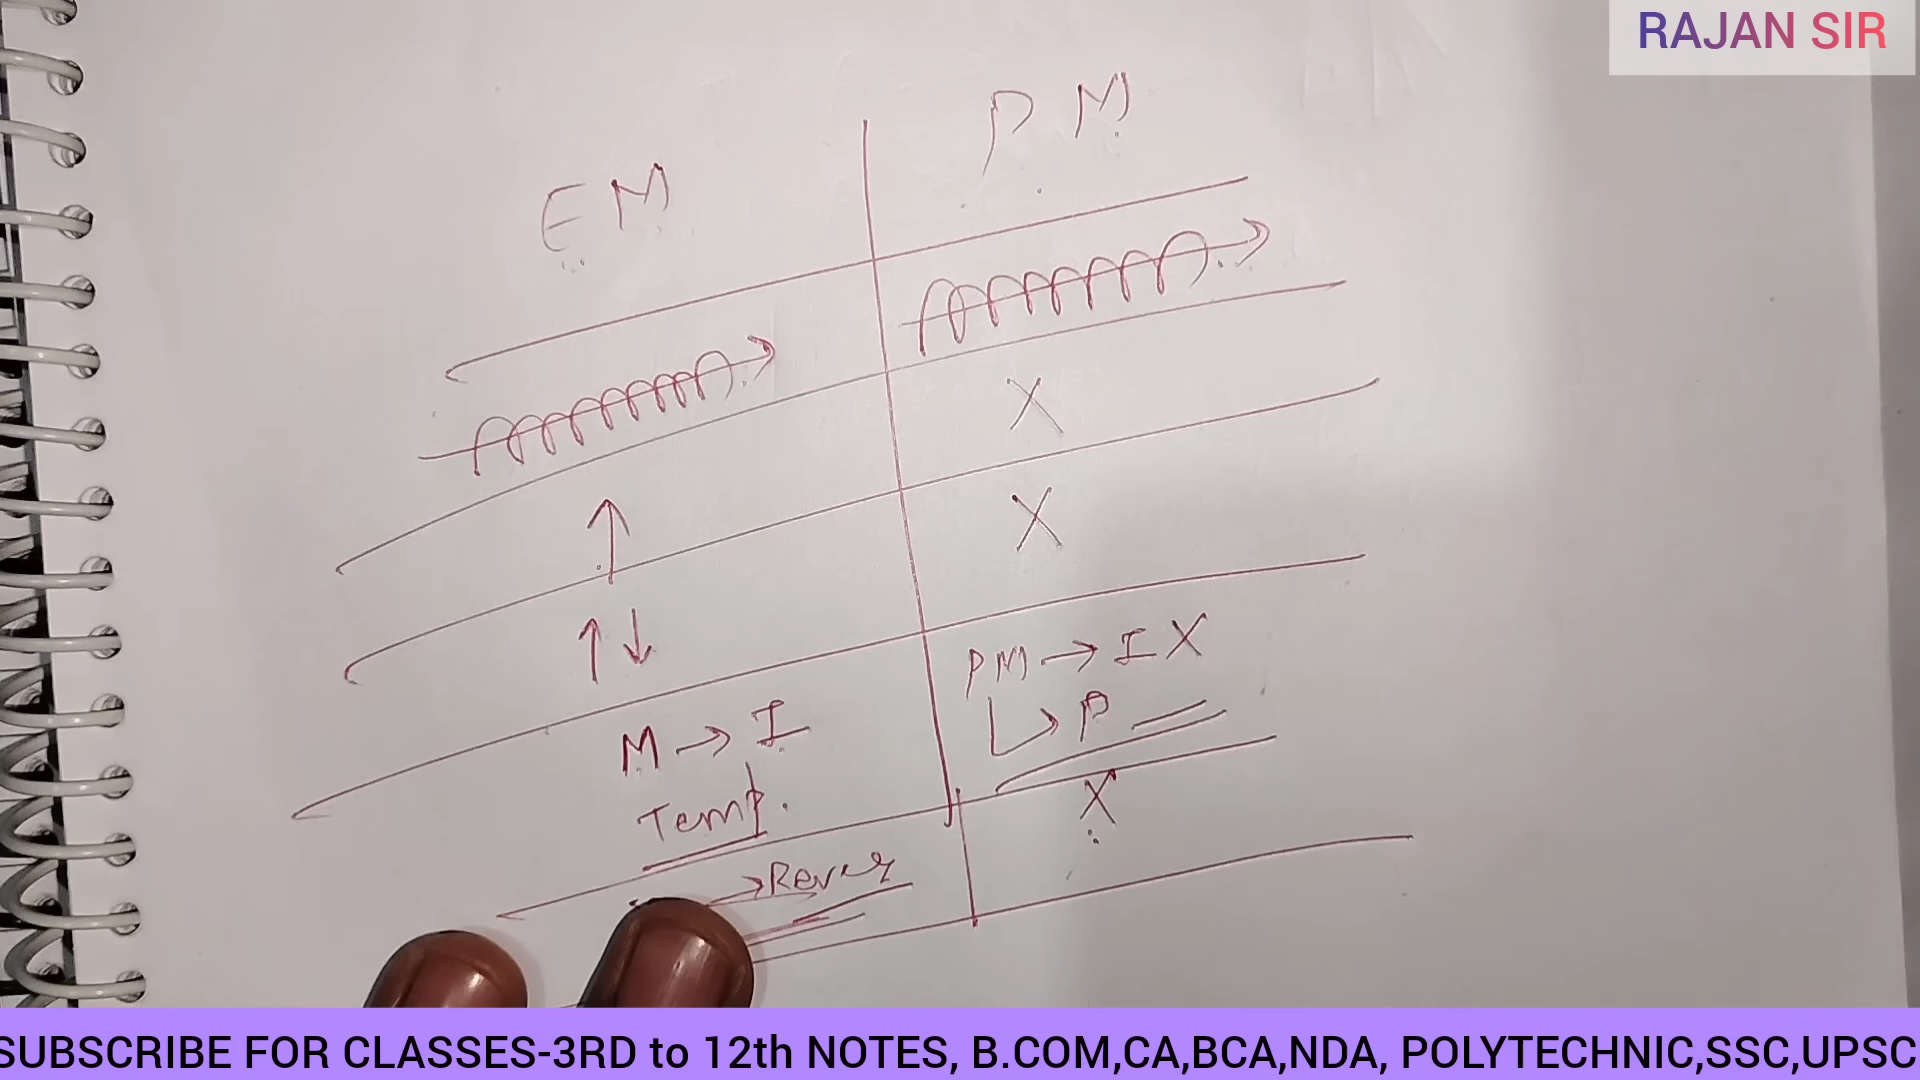 RAJAN SIR
EM
PM
X
X
↑
↑ ↓
M → I
Temp.
PM → I X
↳ P
X
SUBSCRIBE FOR CLASSES-3RD to 12th NOTES, B.COM,CA,BCA,NDA, POLYTECHNIC,SSC,UPSC